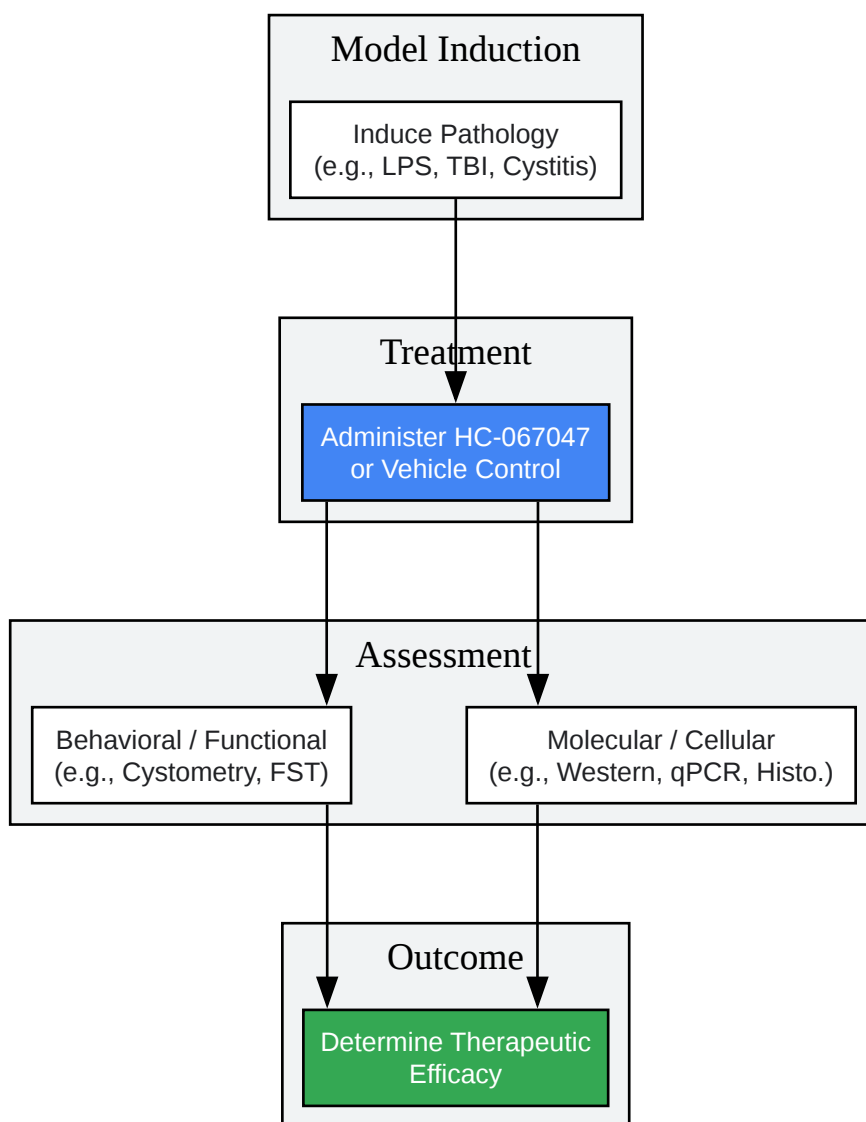 Model Induction
Induce Pathology
(e.g., LPS, TBI, Cystitis)
Treatment
Administer HC-067047
or Vehicle Control
Assessment
Behavioral / Functional
(e.g., Cystometry, FST)
Molecular / Cellular
(e.g., Western, qPCR, Histo.)
Outcome
Determine Therapeutic
Efficacy